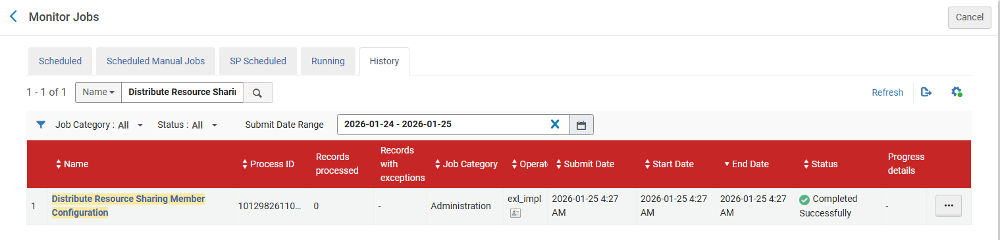 Monitor Jobs
Cancel
Scheduled
Scheduled Manual Jobs
SP Scheduled
Running
History
1 - 1 of 1
Name
Distribute Resource Sharin
Refresh
Job Category : All
Status : All
Submit Date Range
2026-01-24 - 2026-01-25
Name
Process ID
Records
processed
Records
with
exceptions
Job Category
Operat
Submit Date
Start Date
End Date
Status
Progress
details
1
Distribute Resource Sharing Member
Configuration
10129826110...
0
-
Administration
exl_impl
2026-01-25 4:27
AM
2026-01-25 4:27
AM
2026-01-25 4:27
AM
Completed
Successfully
-